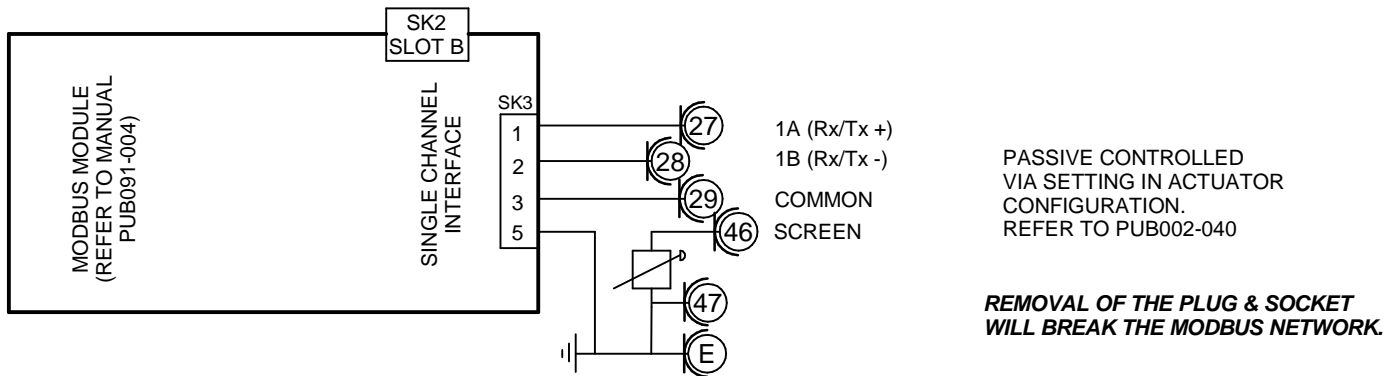 SK2
SLOT B
MODBUS MODULE
(REFER TO MANUAL
PUB091-004)
SINGLE CHANNEL
INTERFACE
SK3
1
2
3
5
27
28
29
46
47
E
1A (Rx/Tx +)
1B (Rx/Tx -)
COMMON
SCREEN
PASSIVE CONTROLLED
VIA SETTING IN ACTUATOR
CONFIGURATION.
REFER TO PUB002-040
REMOVAL OF THE PLUG & SOCKET
WILL BREAK THE MODBUS NETWORK.